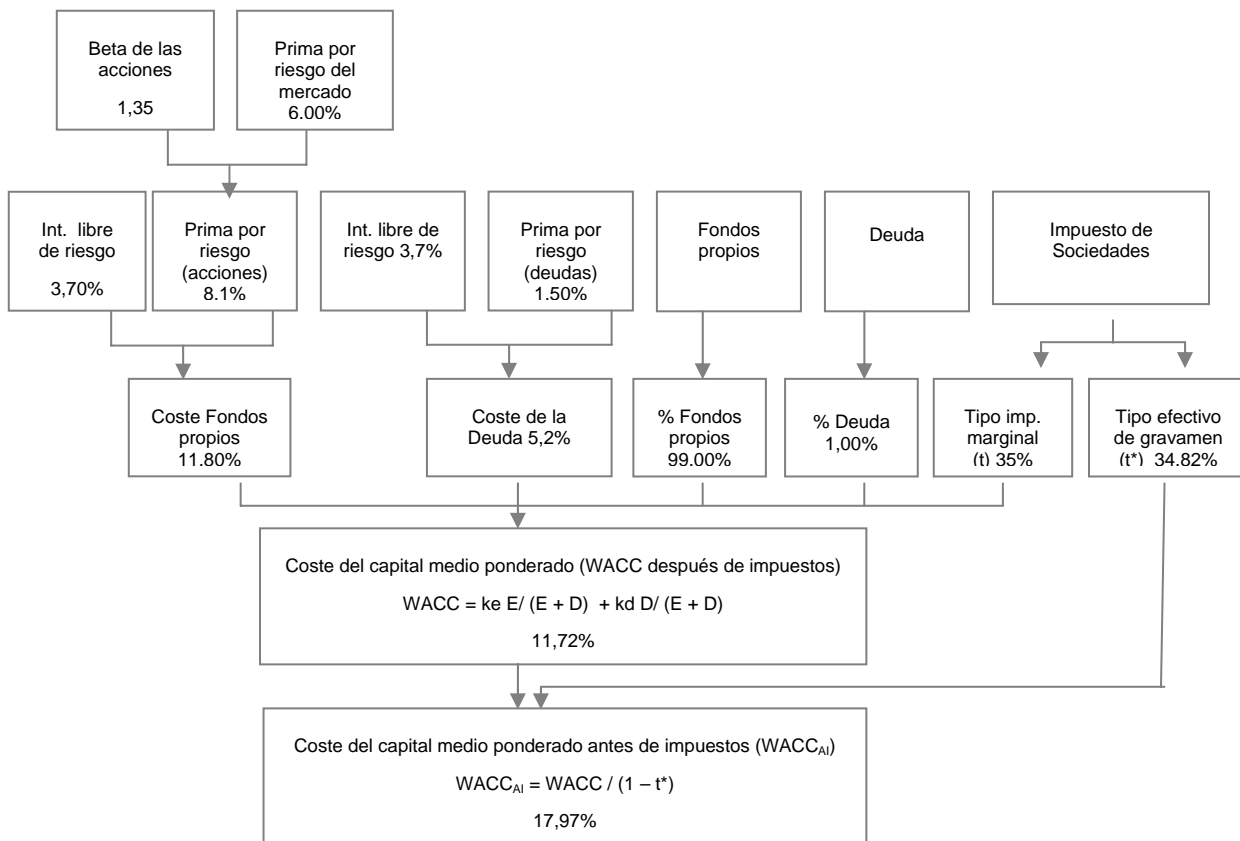 Beta de las
acciones
1,35
Prima por
riesgo del
mercado
6.00%
Int. libre
de riesgo
3,70%
Prima por
riesgo
(acciones)
8.1%
Int. libre de
riesgo 3,7%
Prima por
riesgo
(deudas)
1.50%
Fondos
propios
Deuda
Impuesto de
Sociedades
Coste Fondos
propios
11.80%
Coste de la
Deuda 5,2%
% Fondos
propios
99.00%
% Deuda
1,00%
Tipo imp.
marginal
(t) 35%
Tipo efectivo
de gravamen
(t*) 34.82%
Coste del capital medio ponderado (WACC después de impuestos)
WACC = ke E/ (E + D) + kd D/ (E + D)
11,72%
Coste del capital medio ponderado antes de impuestos (WACCAI)
WACCAI = WACC / (1 – t*)
17,97%